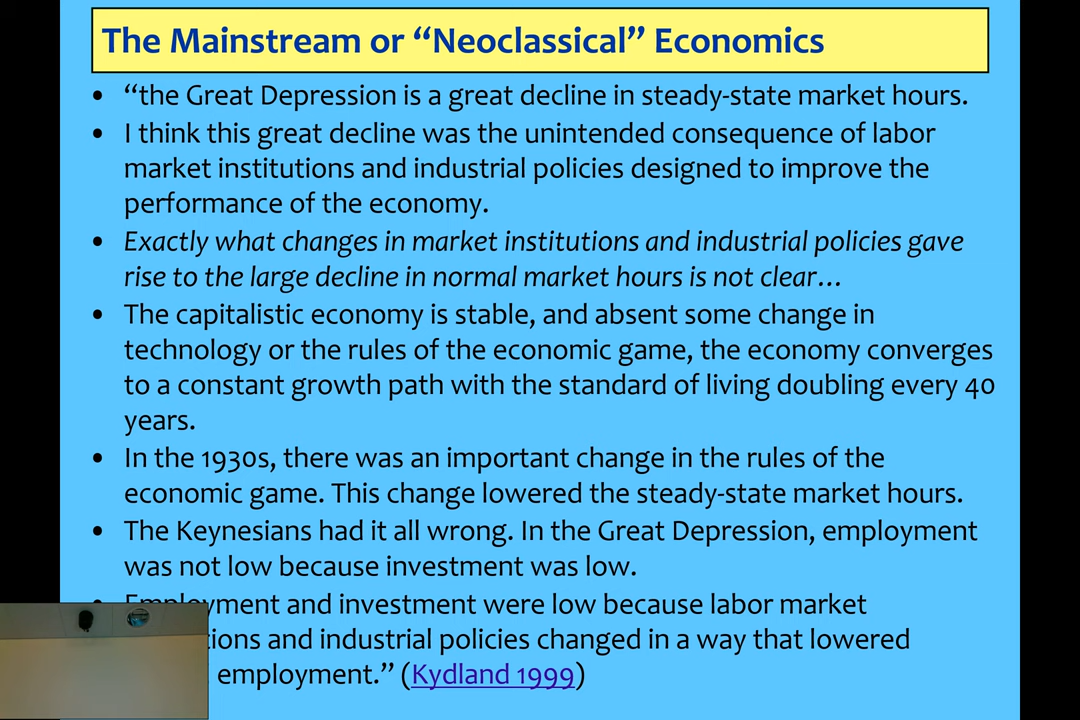 The Mainstream or “Neoclassical” Economics
• “the Great Depression is a great decline in steady-state market hours.
• I think this great decline was the unintended consequence of labor
market institutions and industrial policies designed to improve the
performance of the economy.
• Exactly what changes in market institutions and industrial policies gave
rise to the large decline in normal market hours is not clear…
• The capitalistic economy is stable, and absent some change in
technology or the rules of the economic game, the economy converges
to a constant growth path with the standard of living doubling every 40
years.
• In the 1930s, there was an important change in the rules of the
economic game. This change lowered the steady-state market hours.
• The Keynesians had it all wrong. In the Great Depression, employment
was not low because investment was low.
• Employment and investment were low because labor market
and industrial policies changed in a way that lowered
employment.” (Kydland 1999)